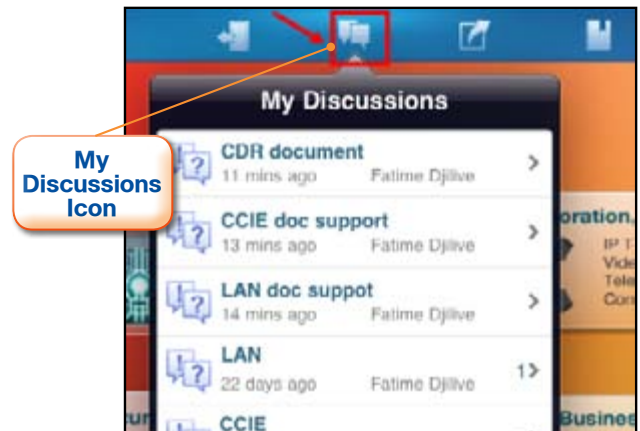 My Discussions
My
Discussions
Icon
CDR document
11 mins ago Fatime Djilive
CCIE doc support
13 mins ago Fatime Djilive
oration,
IP T
Vide
Tele
Con
LAN doc suppot
14 mins ago Fatime Djilive
LAN
22 days ago Fatime Djilive
1
CCIE
Busines